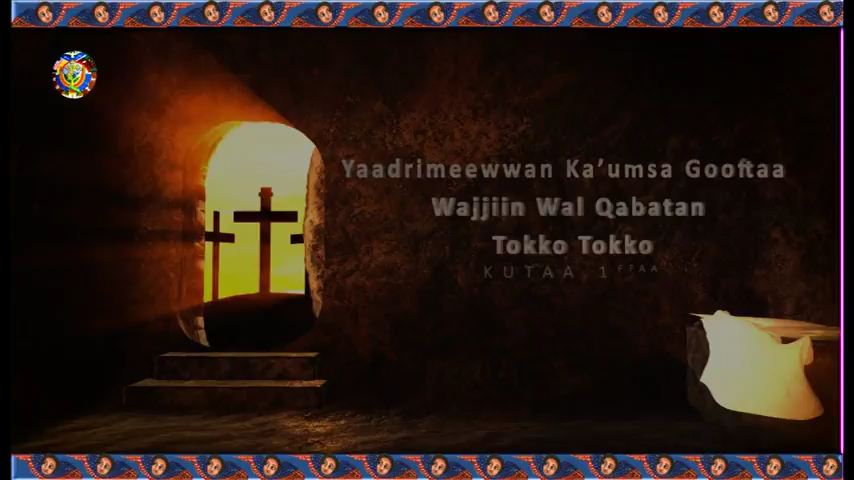 Yaadrimeewwan Ka'umsa Gooftaa
Wajjiin Wal Qabatan
Tokko Tokko
KUTAA 1FFAA